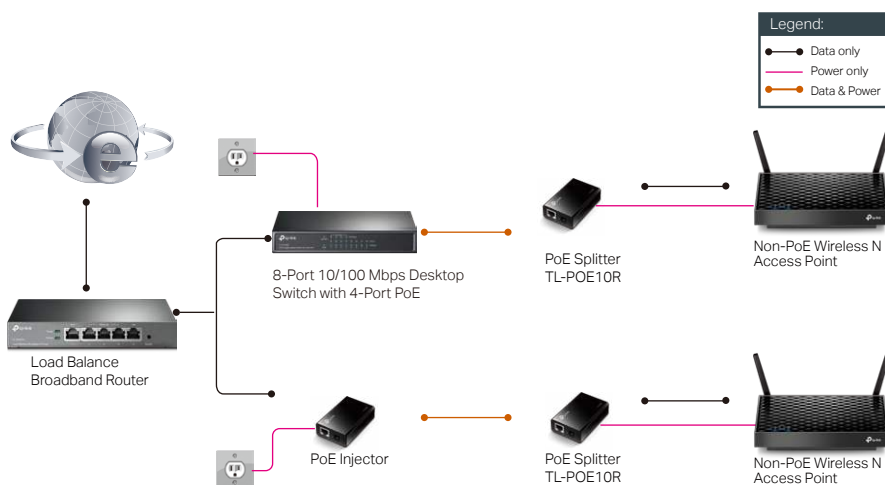 Legend:
Data only
Power only
Data & Power
8-Port 10/100 Mbps Desktop
Switch with 4-Port PoE
PoE Splitter
TL-POE10R
Non-PoE Wireless N
Access Point
Load Balance
Broadband Router
PoE Injector
PoE Splitter
TL-POE10R
Non-PoE Wireless N
Access Point